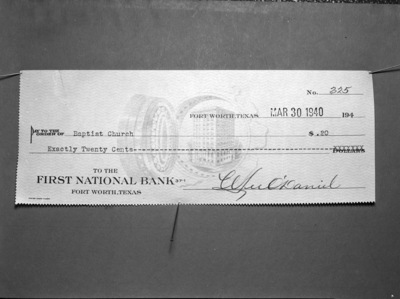 No. 325
FORT WORTH, TEXAS, MAR 30 1940 194
PAY TO THE ORDER OF Baptist Church $ .20
Exactly Twenty Cents DOLLARS
TO THE
FIRST NATIONAL BANK
FORT WORTH, TEXAS